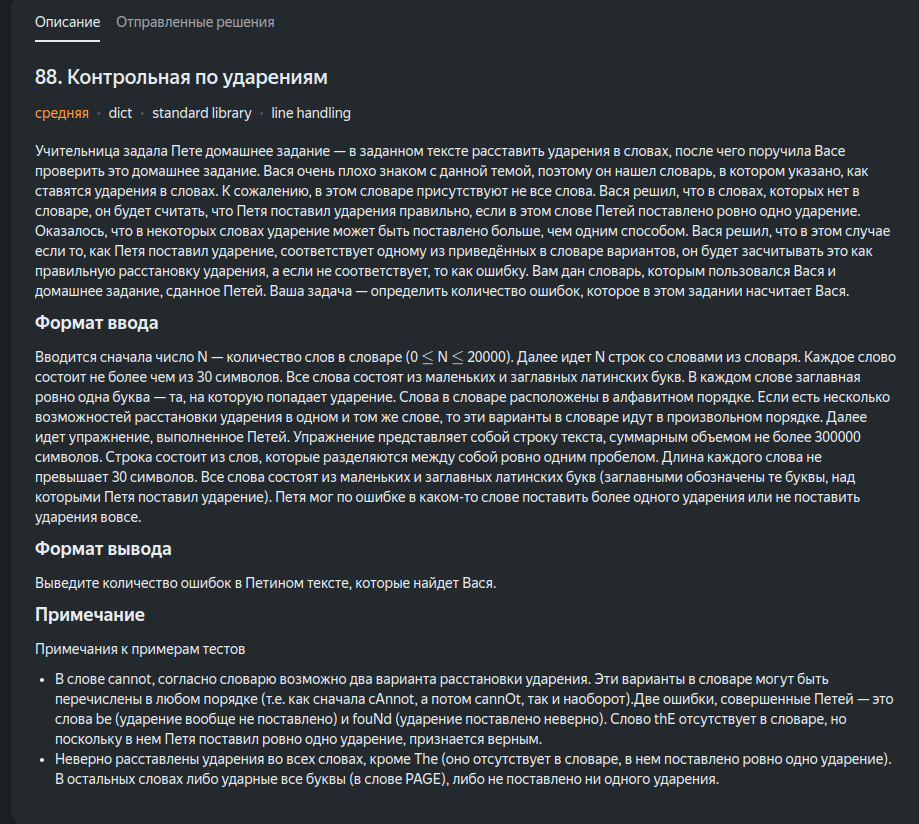 Описание Отправленные решения
88. Контрольная по ударениям
средняя · dict · standard library · line handling
Учительница задала Пете домашнее задание — в заданном тексте расставить ударения в словах, после чего поручила Васе
проверить это домашнее задание. Вася очень плохо знаком с данной темой, поэтому он нашел словарь, в котором указано, как
ставятся ударения в словах. К сожалению, в этом словаре присутствуют не все слова. Вася решил, что в словах, которых нет в
словаре, он будет считать, что Петя поставил ударения правильно, если в этом слове Петей поставлено ровно одно ударение.
Оказалось, что в некоторых словах ударение может быть поставлено больше, чем одним способом. Вася решил, что в этом случае
если то, как Петя поставил ударение, соответствует одному из приведённых в словаре вариантов, он будет засчитывать это как
правильную расстановку ударения, а если не соответствует, то как ошибку. Вам дан словарь, которым пользовался Вася и
домашнее задание, сданное Петей. Ваша задача — определить количество ошибок, которое в этом задании насчитает Вася.
Формат ввода
Вводится сначала число N — количество слов в словаре (0 ≤ N ≤ 20000). Далее идет N строк со словами из словаря. Каждое слово
состоит не более чем из 30 символов. Все слова состоят из маленьких и заглавных латинских букв. В каждом слове заглавная
ровно одна буква — та, на которую попадает ударение. Слова в словаре расположены в алфавитном порядке. Если есть несколько
возможностей расстановки ударения в одном и том же слове, то эти варианты в словаре идут в произвольном порядке. Далее
идет упражнение, выполненное Петей. Упражнение представляет собой строку текста, суммарным объемом не более 300000
символов. Строка состоит из слов, которые разделяются между собой ровно одним пробелом. Длина каждого слова не
превышает 30 символов. Все слова состоят из маленьких и заглавных латинских букв (заглавными обозначены те буквы, над
которыми Петя поставил ударение). Петя мог по ошибке в каком-то слове поставить более одного ударения или не поставить
ударения вовсе.
Формат вывода
Выведите количество ошибок в Петином тексте, которые найдет Вася.
Примечание
Примечания к примерам тестов
• В слове cannot, согласно словарю возможно два варианта расстановки ударения. Эти варианты в словаре могут быть
перечислены в любом порядке (т.е. как сначала cAnnot, а потом cannOt, так и наоборот).Две ошибки, совершенные Петей — это
слова be (ударение вообще не поставлено) и fouNd (ударение поставлено неверно). Слово thE отсутствует в словаре, но
поскольку в нем Петя поставил ровно одно ударение, признается верным.
• Неверно расставлены ударения во всех словах, кроме The (оно отсутствует в словаре, в нем поставлено ровно одно ударение).
В остальных словах либо ударные все буквы (в слове PAGE), либо не поставлено ни одного ударения.